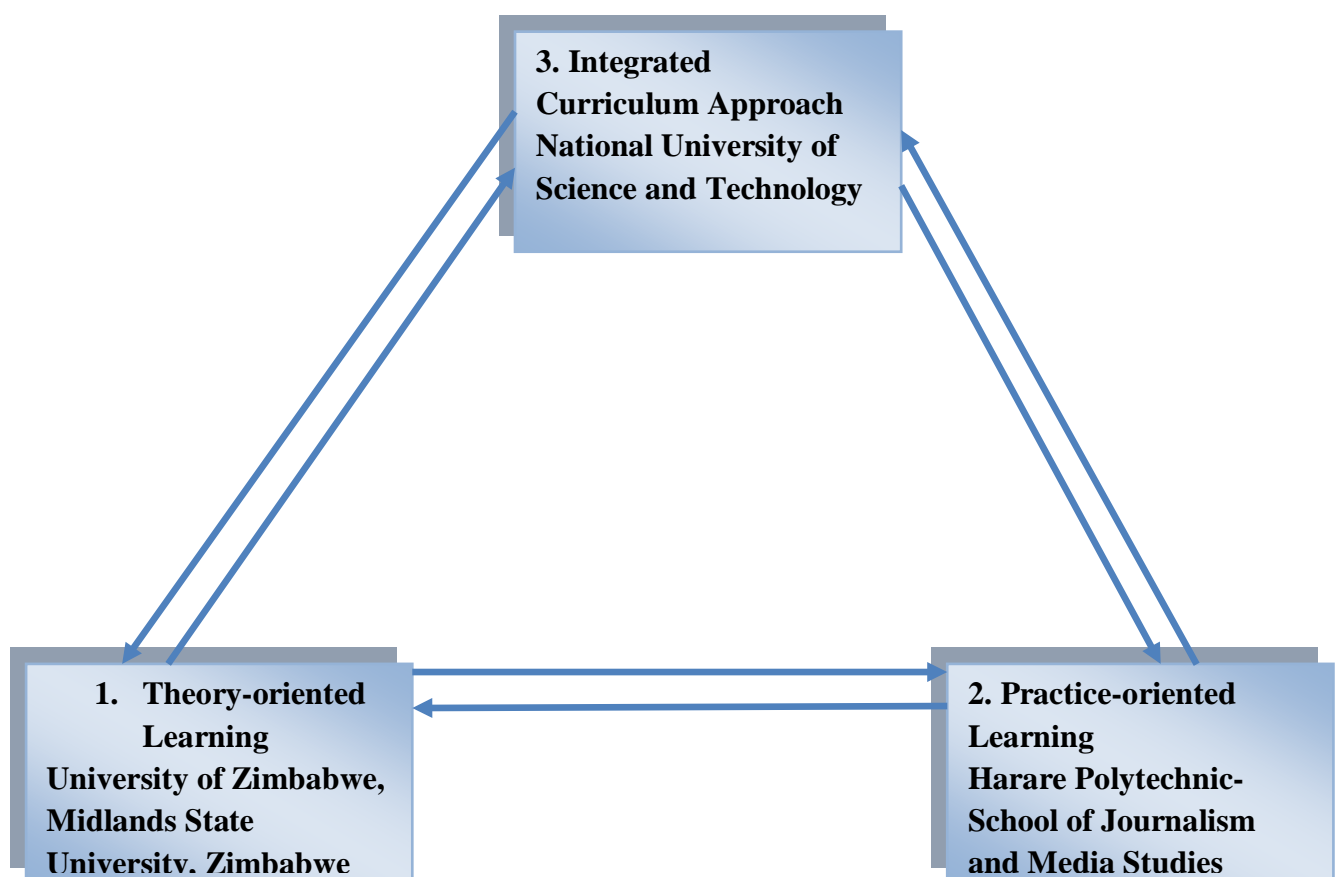 3. Integrated
Curriculum Approach
National University of
Science and Technology
1. Theory-oriented
Learning
University of Zimbabwe,
Midlands State
University, Zimbabwe
2. Practice-oriented
Learning
Harare Polytechnic-
School of Journalism
and Media Studies